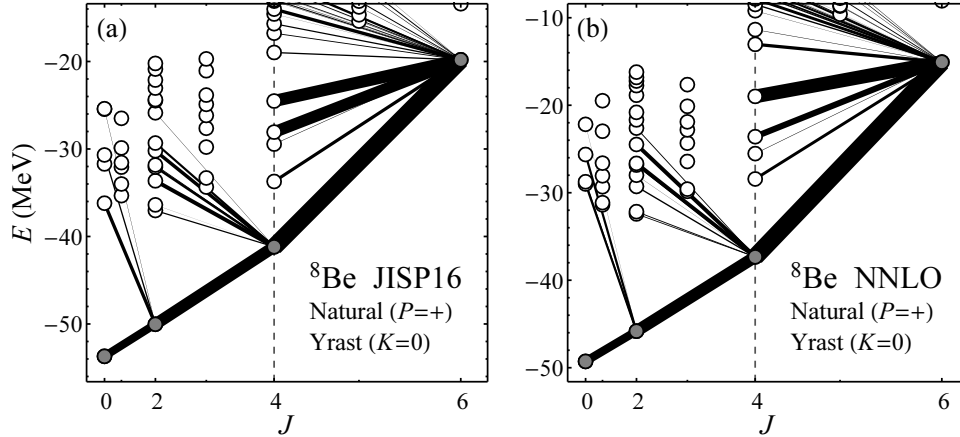 (a)
−20
−30
−40
−50
E (MeV)
⁸Be JISP16
Natural (P=+)
Yrast (K=0)
0 2 4 6
J
(b)
−10
−20
−30
−40
−50
⁸Be NNLO
Natural (P=+)
Yrast (K=0)
0 2 4 6
J